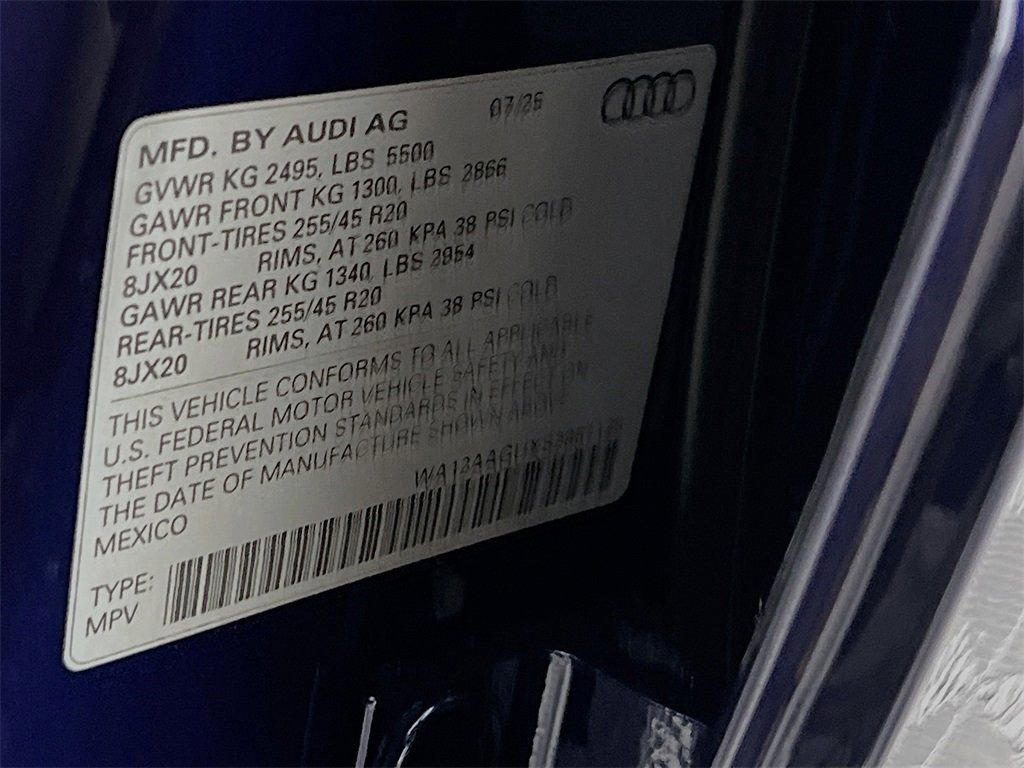 MFD. BY AUDI AG 07/25
GVWR KG 2495, LBS 5500
GAWR FRONT KG 1300, LBS 2866
FRONT-TIRES 255/45 R20
8JX20 RIMS, AT 260 KPA 38 PSI COLD
GAWR REAR KG 1340, LBS 2954
REAR-TIRES 255/45 R20
8JX20 RIMS, AT 260 KPA 38 PSI COLD
THIS VEHICLE CONFORMS TO ALL APPLICABLE
U.S. FEDERAL MOTOR VEHICLE SAFETY AND
THEFT PREVENTION STANDARDS IN EFFECT ON
THE DATE OF MANUFACTURE SHOWN ABOVE
MEXICO
TYPE:
MPV